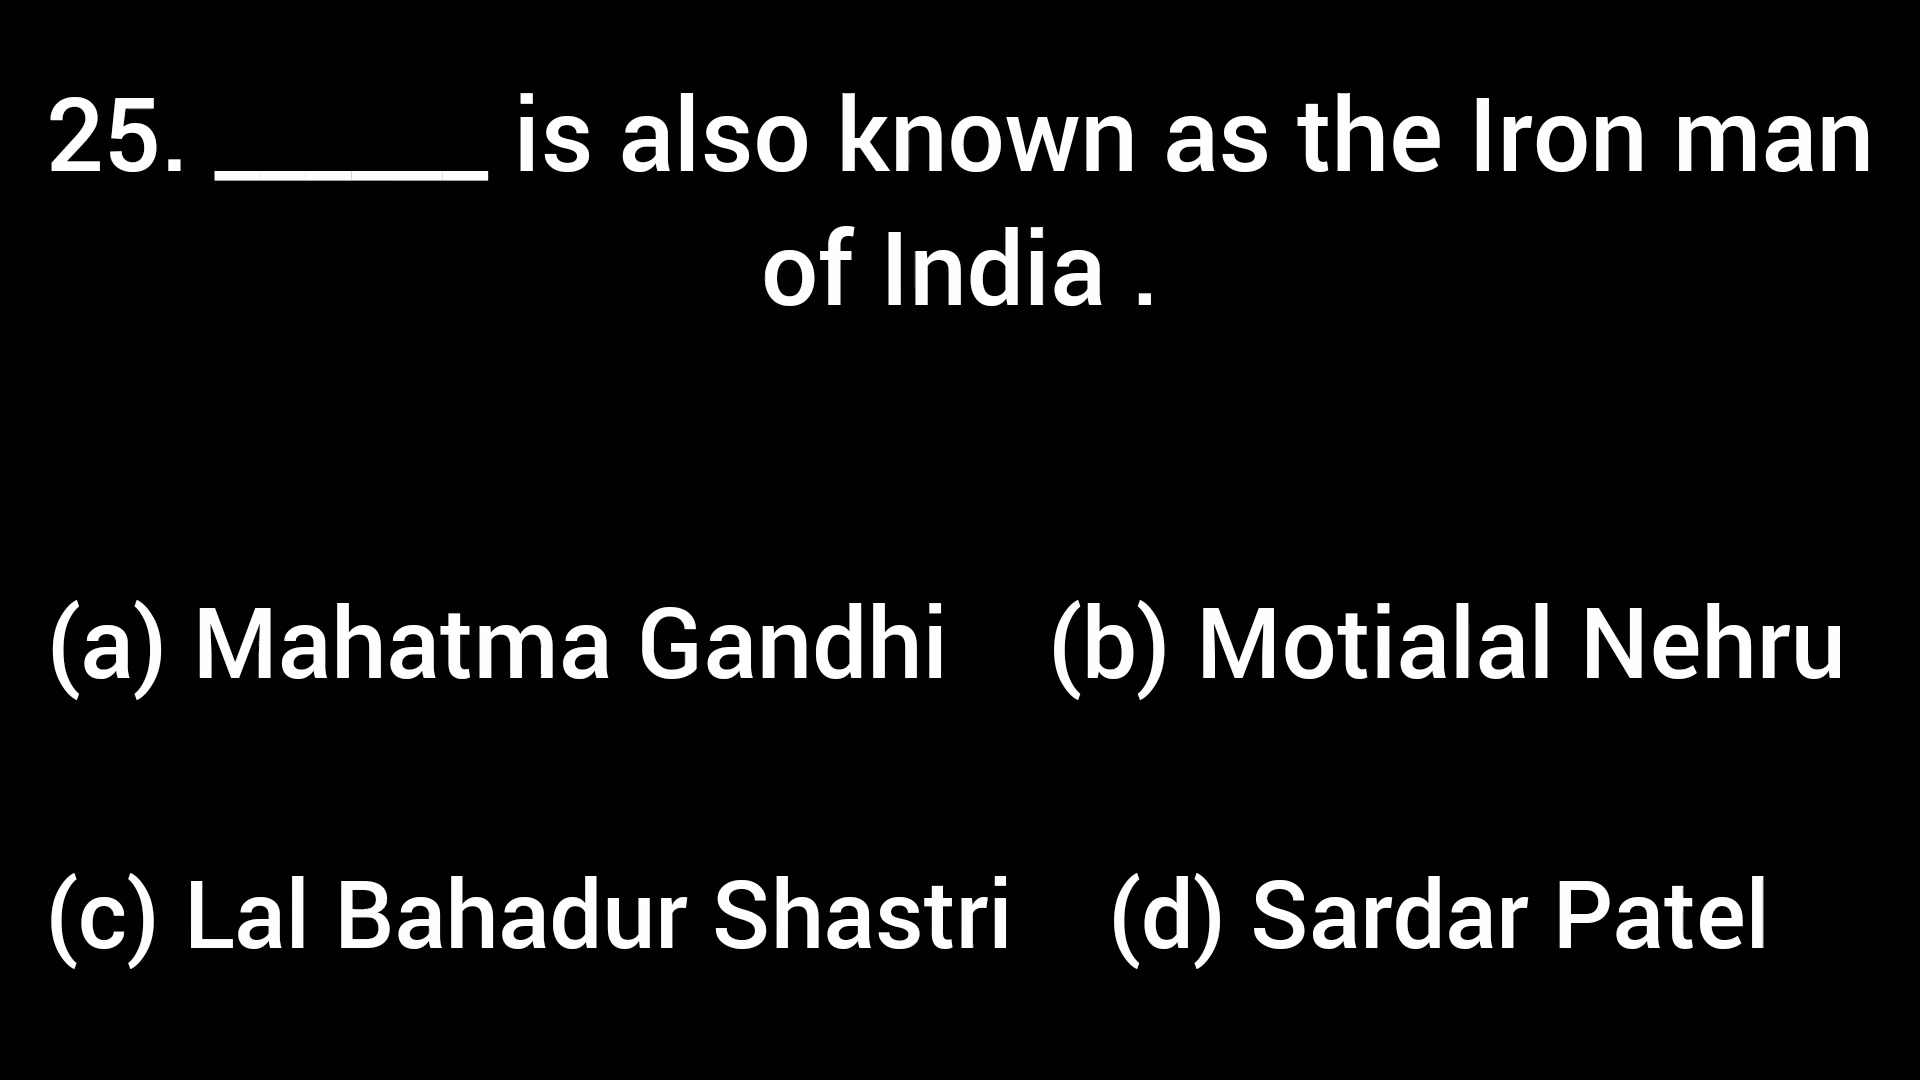 25. ______ is also known as the Iron man
of India .
(a) Mahatma Gandhi (b) Motialal Nehru
(c) Lal Bahadur Shastri (d) Sardar Patel